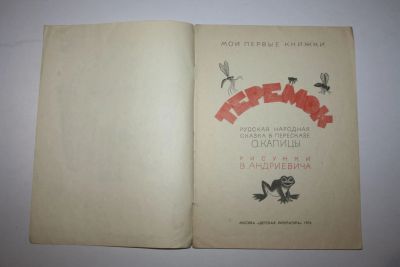 МОИ ПЕРВЫЕ КНИЖКИ
ТЕРЕМОК
РУССКАЯ НАРОДНАЯ
СКАЗКА В ПЕРЕСКАЗЕ
О. КАПИЦЫ
РИСУНКИ
В. АНДРИЕВИЧА
МОСКВА «ДЕТСКАЯ ЛИТЕРАТУРА»